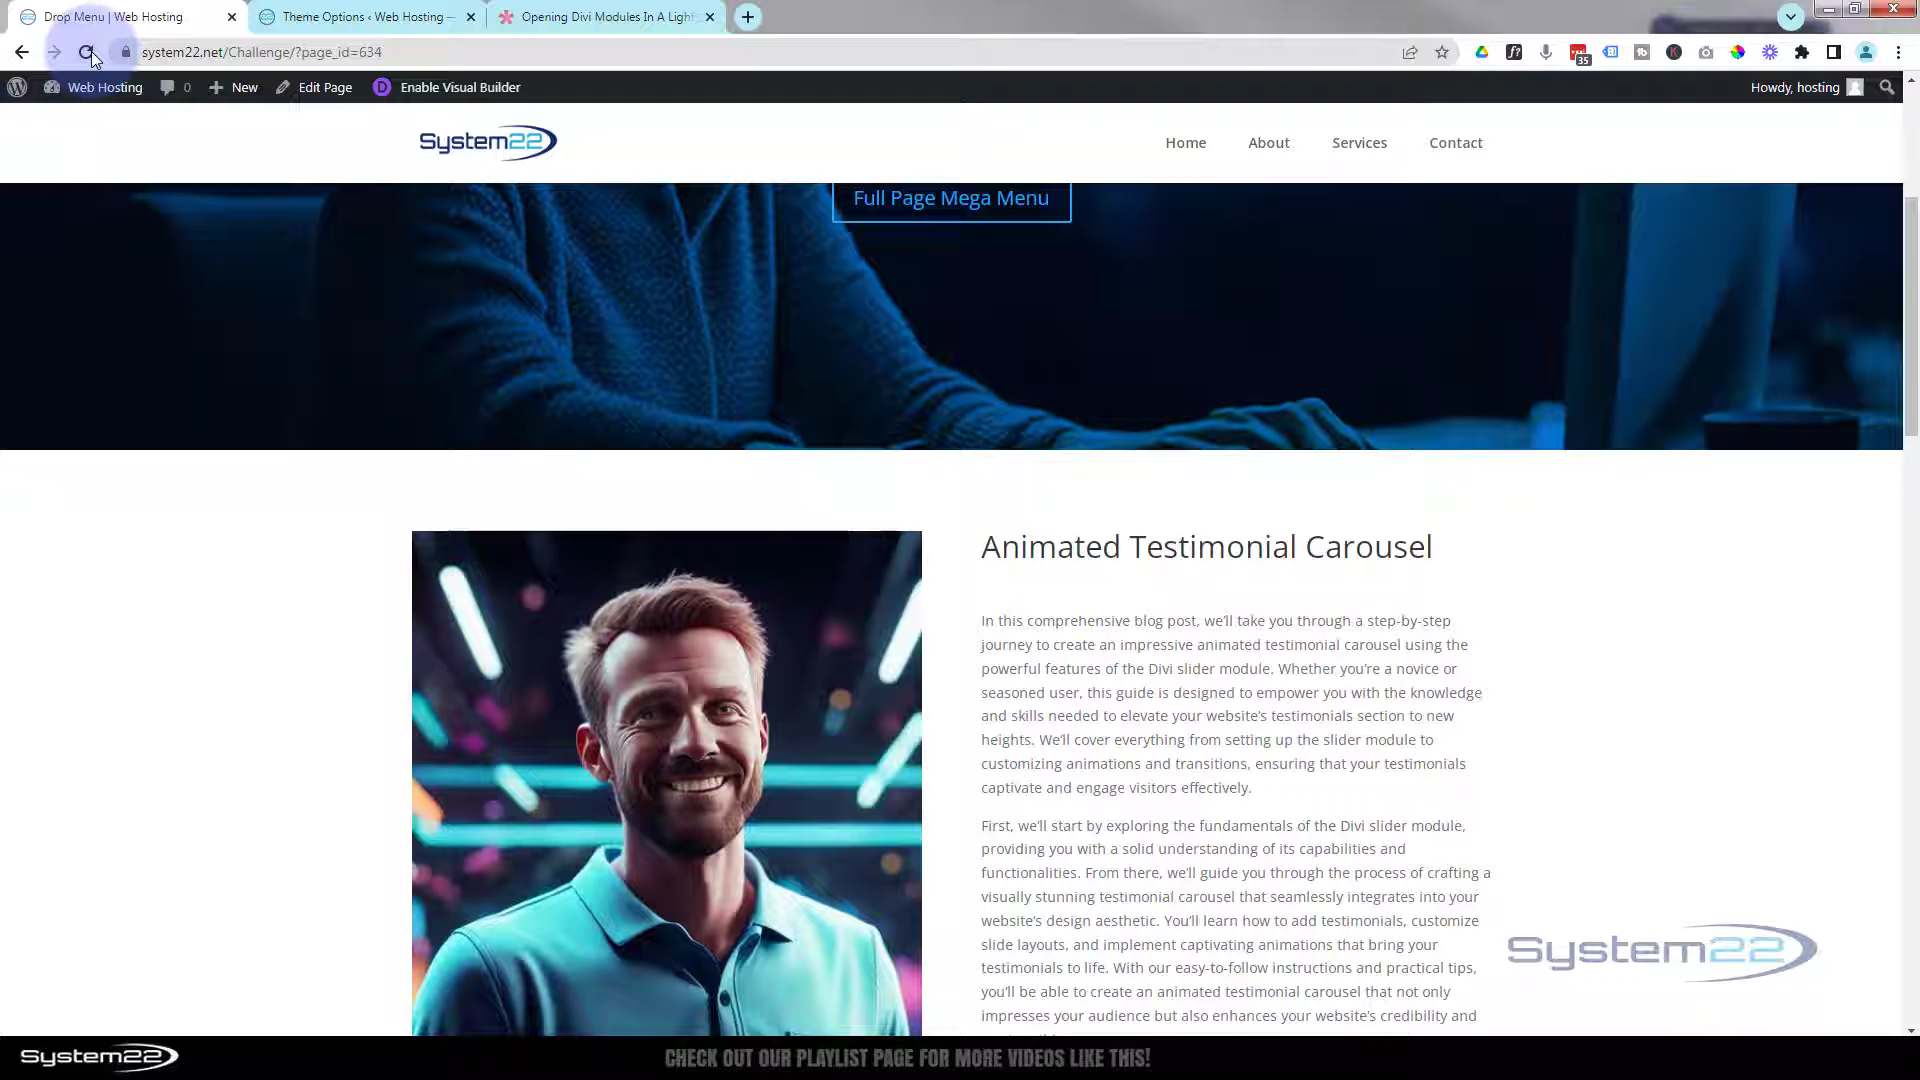 Drop Menu | Web Hosting
Theme Options ‹ Web Hosting —
Opening Divi Modules In A Light
system22.net/Challenge/?page_id=634
35
Web Hosting
0
New
Edit Page
D
Enable Visual Builder
Howdy, hosting
System22
Home
About
Services
Contact
Full Page Mega Menu
Animated Testimonial Carousel
In this comprehensive blog post, we'll take you through a step-by-step
journey to create an impressive animated testimonial carousel using the
powerful features of the Divi slider module. Whether you're a novice or
seasoned user, this guide is designed to empower you with the knowledge
and skills needed to elevate your website's testimonials section to new
heights. We'll cover everything from setting up the slider module to
customizing animations and transitions, ensuring that your testimonials
captivate and engage visitors effectively.
First, we'll start by exploring the fundamentals of the Divi slider module,
providing you with a solid understanding of its capabilities and
functionalities. From there, we'll guide you through the process of crafting a
visually stunning testimonial carousel that seamlessly integrates into your
website's design aesthetic. You'll learn how to add testimonials, customize
slide layouts, and implement captivating animations that bring your
testimonials to life. With our easy-to-follow instructions and practical tips,
you'll be able to create an animated testimonial carousel that not only
impresses your audience but also enhances your website's credibility and
System22
System22
CHECK OUT OUR PLAYLIST PAGE FOR MORE VIDEOS LIKE THIS!